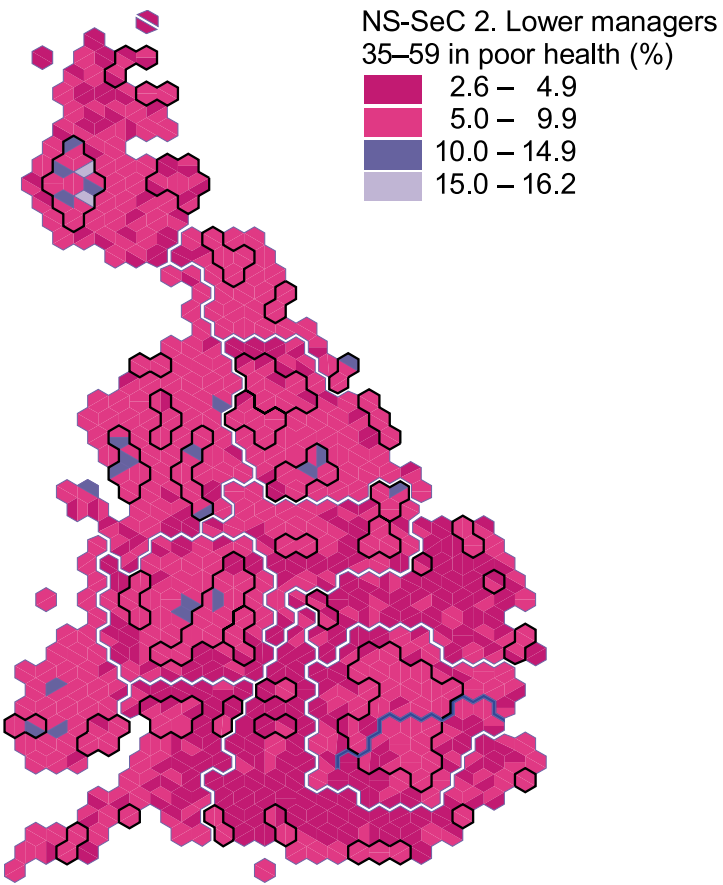 NS-SeC 2. Lower managers
35–59 in poor health (%)
2.6 – 4.9
5.0 – 9.9
10.0 – 14.9
15.0 – 16.2